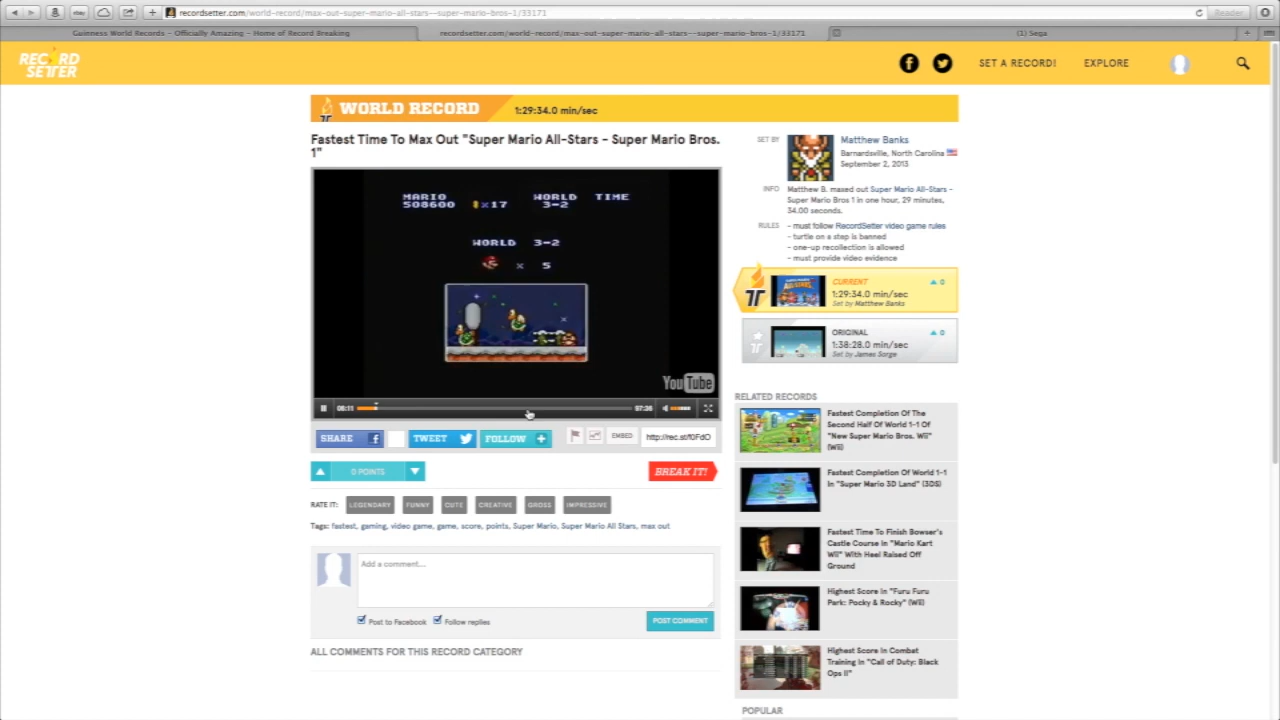 recordsetter.com/world-record/max-out-super-mario-all-stars--super-mario-bros-1/33171
Reader
Guinness World Records – Officially Amazing – Home of Record Breaking
recordsetter.com/world-record/max-out-super-mario-all-stars--super-mario-bros-1/33171
(1) Sega
RECORD SETTER
SET A RECORD!
EXPLORE
WORLD RECORD
1:29:34.0 min/sec
Fastest Time To Max Out "Super Mario All-Stars - Super Mario Bros.
1"
MARIO WORLD TIME
508600 x17 3-2
WORLD 3-2
x 5
YouTube
05:11
97:36
SHARE
TWEET
FOLLOW
EMBED
http://rec.st/f0FdO
0 POINTS
BREAK IT!
RATE IT: LEGENDARY FUNNY CUTE CREATIVE GROSS IMPRESSIVE
Tags: fastest, gaming, video game, game, score, points, Super Mario, Super Mario All Stars, max out
Add a comment...
Post to Facebook
Follow replies
POST COMMENT
ALL COMMENTS FOR THIS RECORD CATEGORY
SET BY
Matthew Banks
Barnardsville, North Carolina
September 2, 2013
INFO
Matthew B. maxed out Super Mario All-Stars -
Super Mario Bros 1 in one hour, 29 minutes,
34.00 seconds.
RULES
- must follow RecordSetter video game rules
- turtle on a step is banned
- one-up recollection is allowed
- must provide video evidence
CURRENT
0
1:29:34.0 min/sec
Set by Matthew Banks
ORIGINAL
0
1:38:28.0 min/sec
Set by James Sorge
RELATED RECORDS
Fastest Completion Of The
Second Half Of World 1-1 Of
"New Super Mario Bros. Wii"
(Wii)
Fastest Completion Of World 1-1
In "Super Mario 3D Land" (3DS)
Fastest Time To Finish Bowser's
Castle Course In "Mario Kart
Wii" With Heel Raised Off
Ground
Highest Score In "Furu Furu
Park: Pocky & Rocky" (Wii)
Highest Score In Combat
Training In "Call of Duty: Black
Ops II"
POPULAR